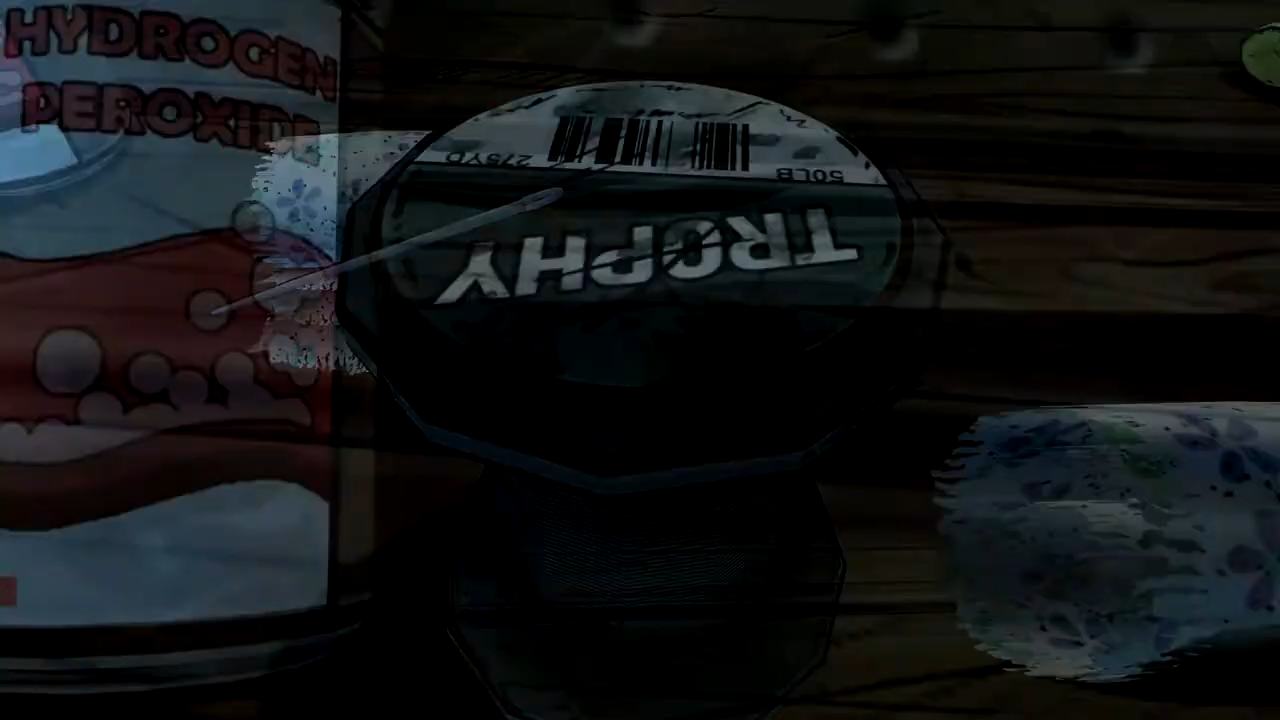 HYDROGEN
PEROXIDE
275YD
50LB
TROPHY